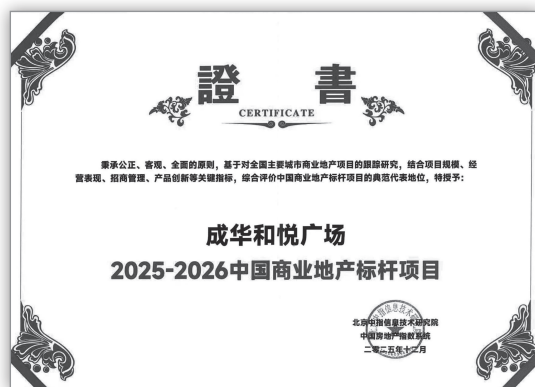 證 書
CERTIFICATE
秉承公正、客观、全面的原则，基于对全国主要城市商业地产项目的跟踪研究，结合项目规模、经
营表现、招商管理、产品创新等关键指标，综合评价中国商业地产标杆项目的典范代表地位，特授予：
成华和悦广场
2025-2026中国商业地产标杆项目
北京中指信息技术研究院
中国房地产指数系统
二零二五年十二月